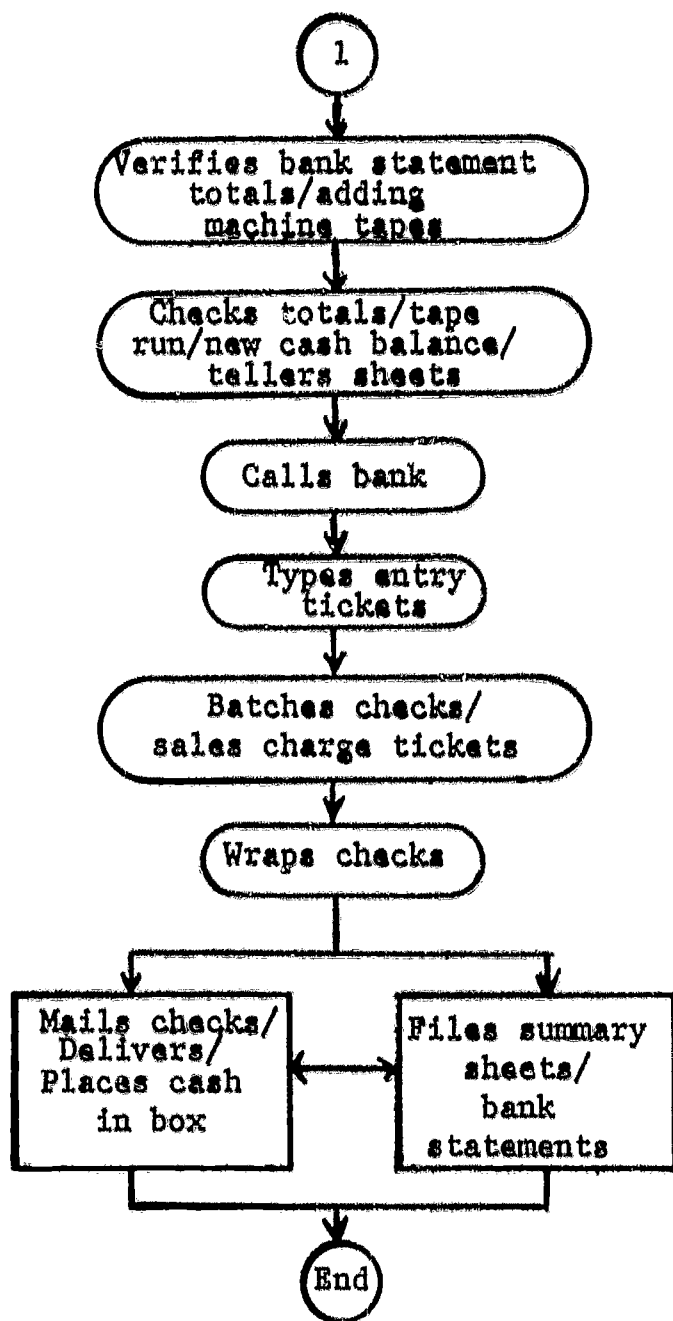 1
Verifies bank statement
totals/adding
machine tapes
Checks totals/tape
run/new cash balance/
tellers sheets
Calls bank
Types entry
tickets
Batches checks/
sales charge tickets
Wraps checks
Mails checks/
Delivers/
Places cash
in box
Files summary
sheets/
bank
statements
End